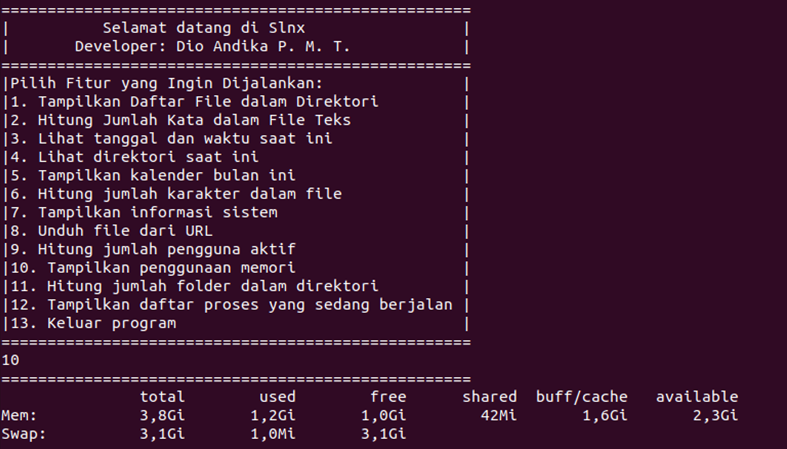 ===================================================
|          Selamat datang di Slnx                 |
|       Developer: Dio Andika P. M. T.            |
===================================================
|Pilih Fitur yang Ingin Dijalankan:               |
|1. Tampilkan Daftar File dalam Direktori         |
|2. Hitung Jumlah Kata dalam File Teks            |
|3. Lihat tanggal dan waktu saat ini              |
|4. Lihat direktori saat ini                      |
|5. Tampilkan kalender bulan ini                  |
|6. Hitung jumlah karakter dalam file             |
|7. Tampilkan informasi sistem                    |
|8. Unduh file dari URL                           |
|9. Hitung jumlah pengguna aktif                  |
|10. Tampilkan penggunaan memori                  |
|11. Hitung jumlah folder dalam direktori         |
|12. Tampilkan daftar proses yang sedang berjalan |
|13. Keluar program                               |
===================================================
10
===================================================
               total        used        free      shared  buff/cache   available
Mem:           3,8Gi       1,2Gi       1,0Gi        42Mi       1,6Gi       2,3Gi
Swap:          3,1Gi       1,0Mi       3,1Gi